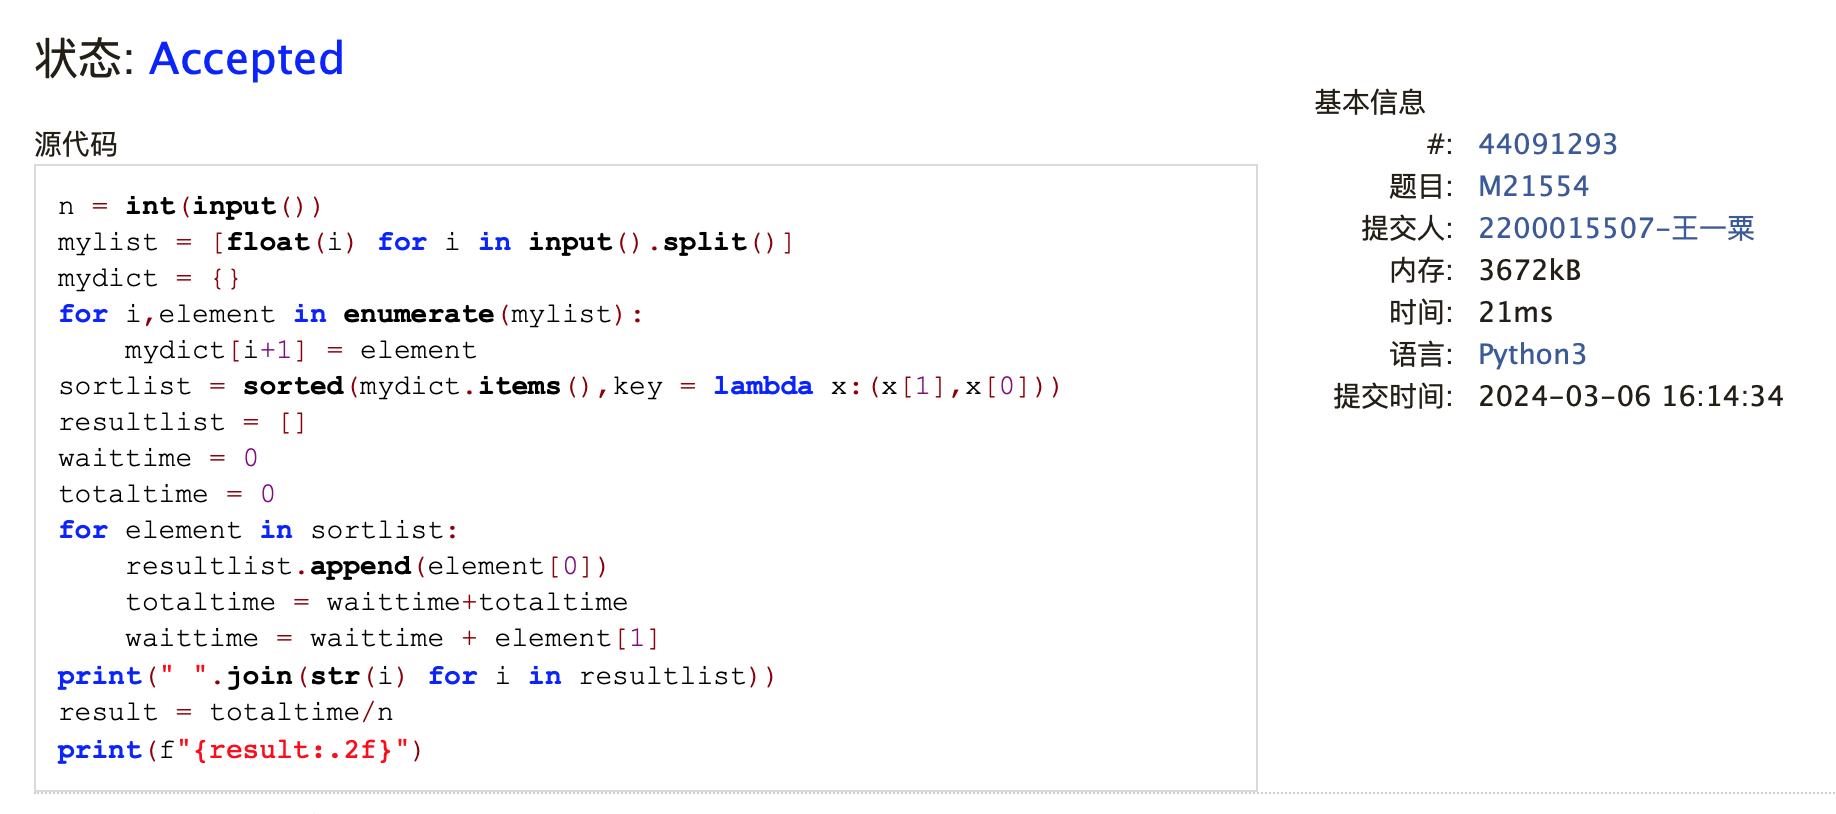 状态: Accepted
源代码
n = int(input())
mylist = [float(i) for i in input().split()]
mydict = {}
for i,element in enumerate(mylist):
    mydict[i+1] = element
sortlist = sorted(mydict.items(),key = lambda x:(x[1],x[0]))
resultlist = []
waittime = 0
totaltime = 0
for element in sortlist:
    resultlist.append(element[0])
    totaltime = waittime+totaltime
    waittime = waittime + element[1]
print(" ".join(str(i) for i in resultlist))
result = totaltime/n
print(f"{result:.2f}")
基本信息
#: 44091293
题目: M21554
提交人: 2200015507-王一粟
内存: 3672kB
时间: 21ms
语言: Python3
提交时间: 2024-03-06 16:14:34